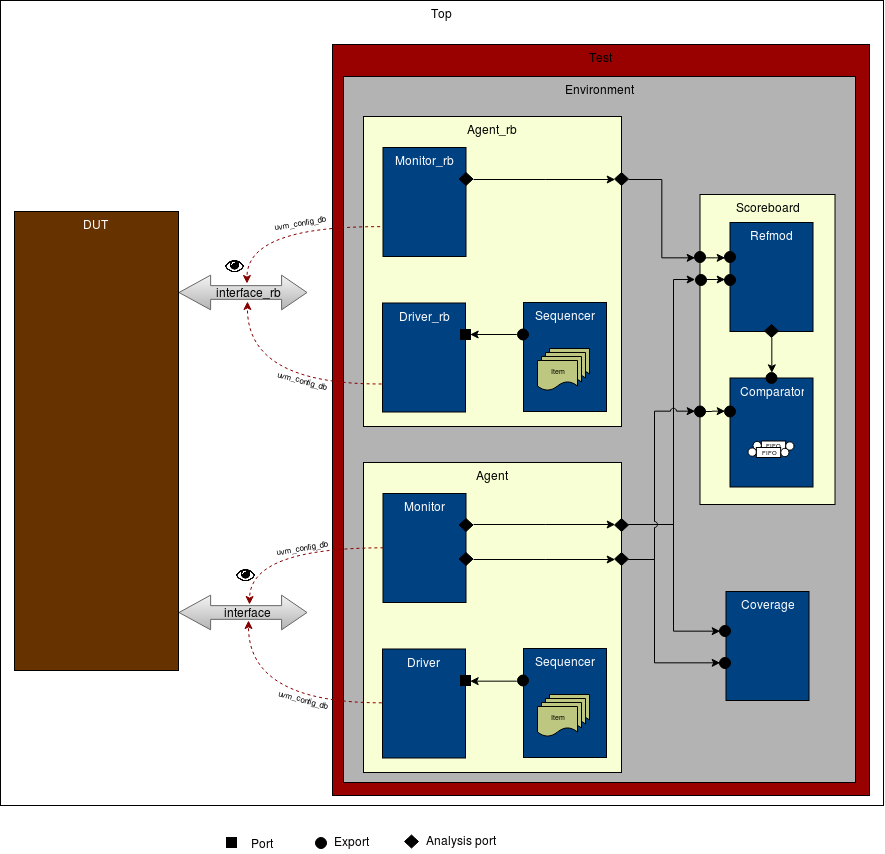 Top
Test
Environment
Agent_rb
Monitor_rb
Scoreboard
Refmod
DUT
uvm_config_db
interface_rb
Driver_rb
Sequencer
Item
uvm_config_db
Comparator
FIFO
FIFO
Agent
Monitor
uvm_config_db
interface
Coverage
Driver
Sequencer
Item
uvm_config_db
Port
Export
Analysis port